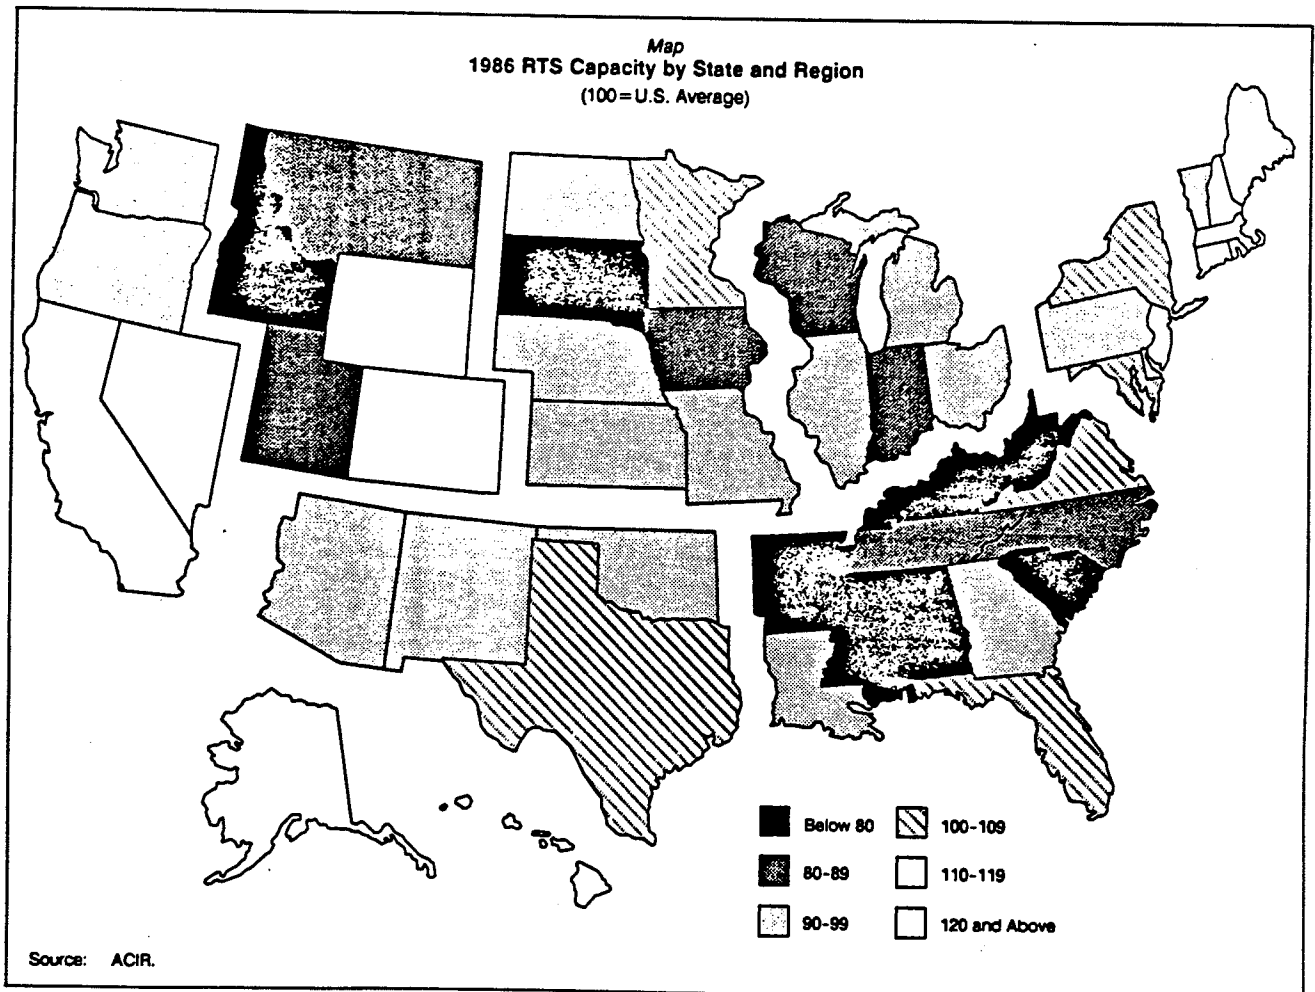 Map
1986 RTS Capacity by State and Region
(100=U.S. Average)
Below 80
100-109
80-89
110-119
90-99
120 and Above
Source: ACIR.